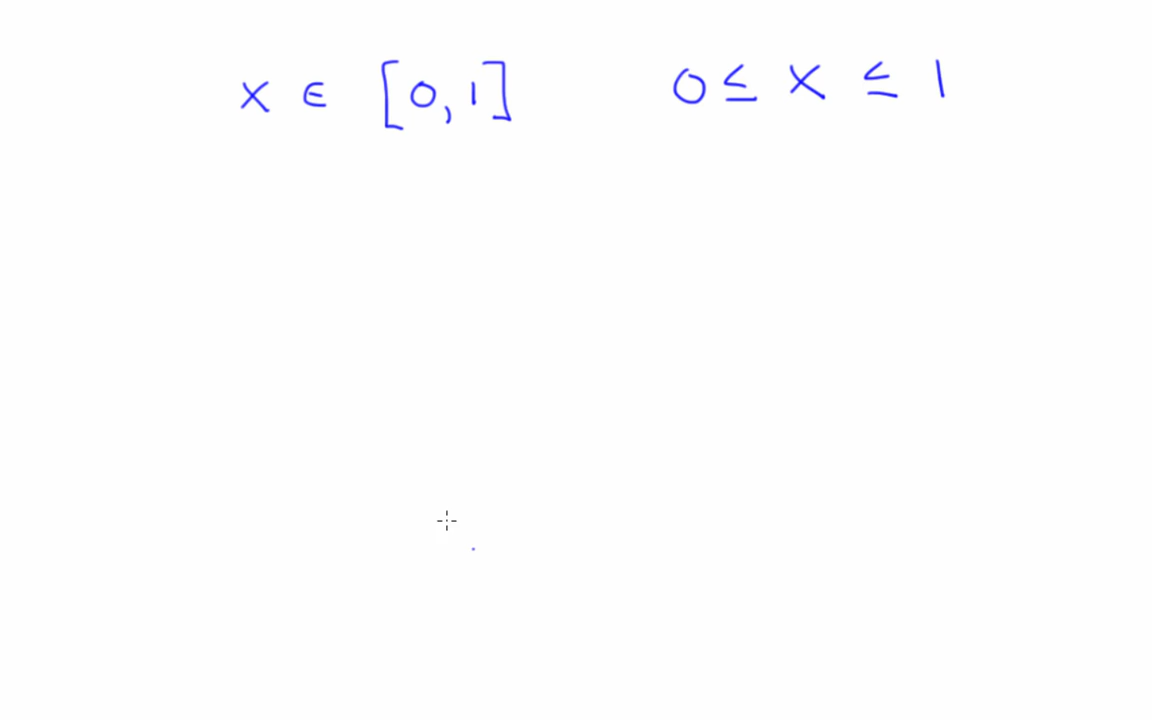 x ∈ [0,1] 0 ≤ x ≤ 1